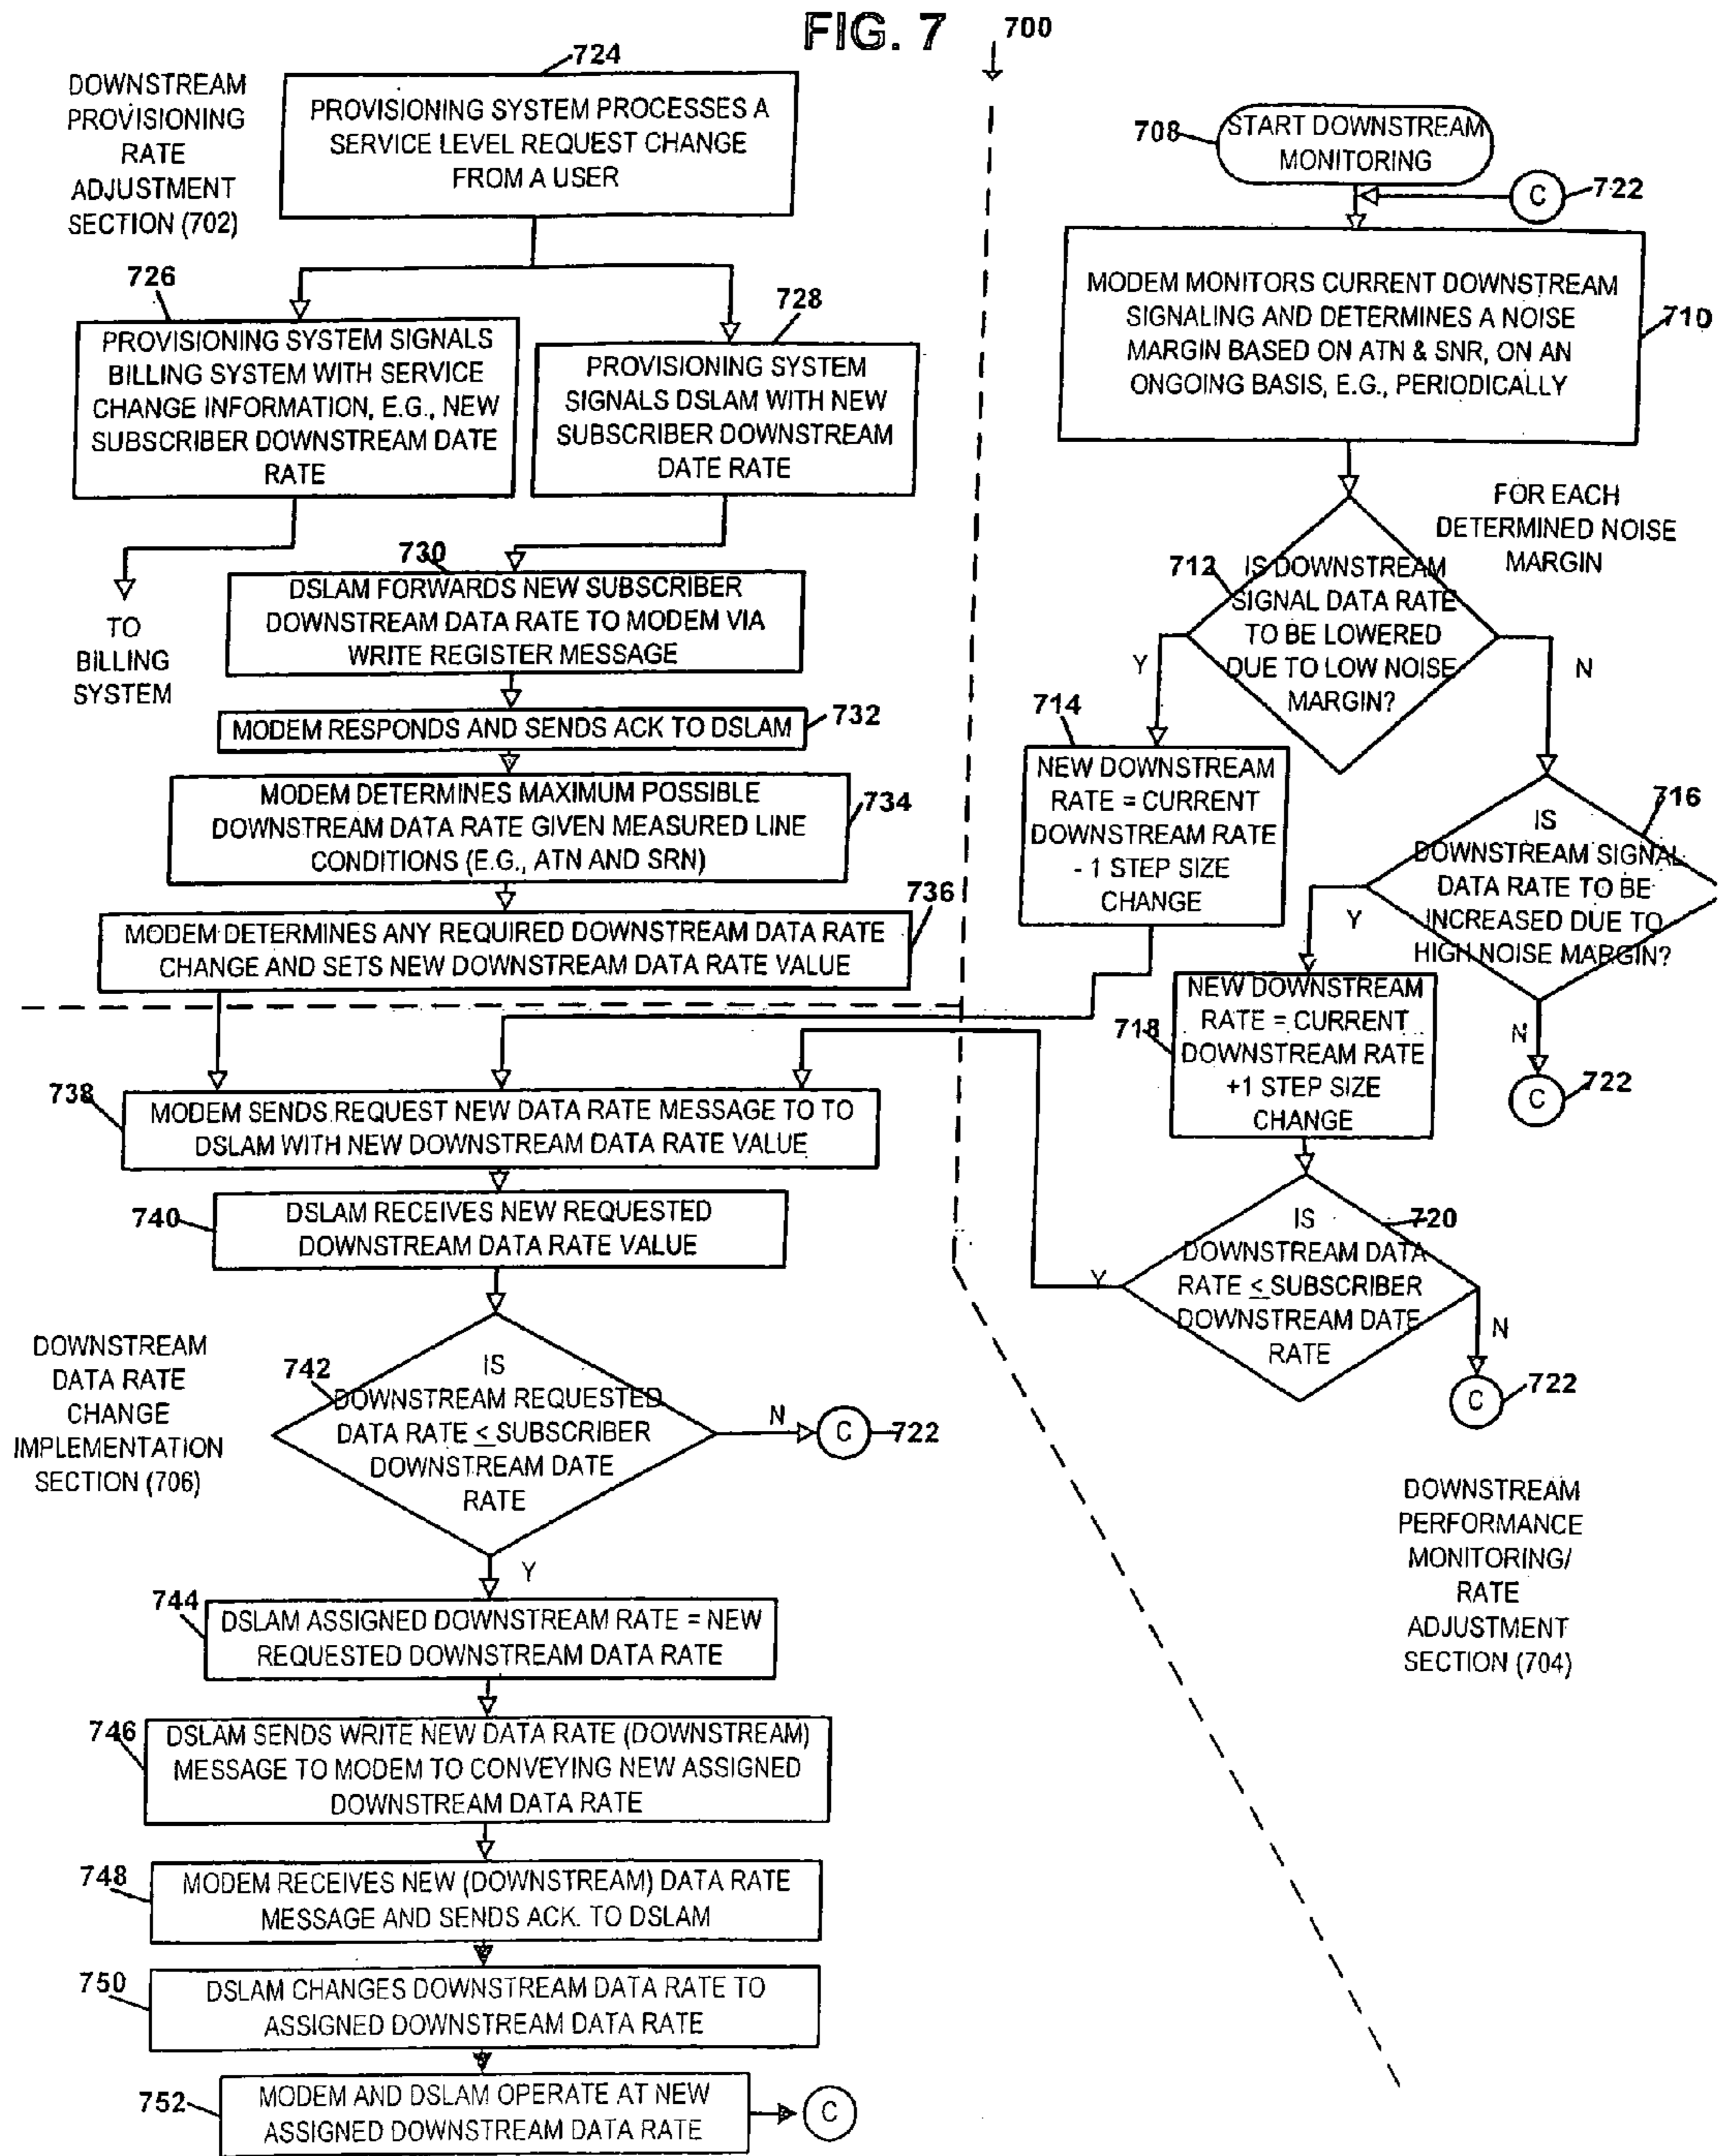 FIG. 7
700
DOWNSTREAM
PROVISIONING
RATE
ADJUSTMENT
SECTION (702)
724
PROVISIONING SYSTEM PROCESSES A
SERVICE LEVEL REQUEST CHANGE
FROM A USER
726
PROVISIONING SYSTEM SIGNALS
BILLING SYSTEM WITH SERVICE
CHANGE INFORMATION, E.G., NEW
SUBSCRIBER DOWNSTREAM DATE
RATE
728
PROVISIONING SYSTEM
SIGNALS DSLAM WITH NEW
SUBSCRIBER DOWNSTREAM
DATE RATE
TO
BILLING
SYSTEM
730
DSLAM FORWARDS NEW SUBSCRIBER
DOWNSTREAM DATA RATE TO MODEM VIA
WRITE REGISTER MESSAGE
MODEM RESPONDS AND SENDS ACK TO DSLAM
732
MODEM DETERMINES MAXIMUM POSSIBLE
DOWNSTREAM DATA RATE GIVEN MEASURED LINE
CONDITIONS (E.G., ATN AND SRN)
734
MODEM DETERMINES ANY REQUIRED DOWNSTREAM DATA RATE
CHANGE AND SETS NEW DOWNSTREAM DATA RATE VALUE
736
708
START DOWNSTREAM
MONITORING
C
722
MODEM MONITORS CURRENT DOWNSTREAM
SIGNALING AND DETERMINES A NOISE
MARGIN BASED ON ATN & SNR, ON AN
ONGOING BASIS, E.G., PERIODICALLY
710
FOR EACH
DETERMINED NOISE
MARGIN
712
IS DOWNSTREAM
SIGNAL DATA RATE
TO BE LOWERED
DUE TO LOW NOISE
MARGIN?
Y
N
714
NEW DOWNSTREAM
RATE = CURRENT
DOWNSTREAM RATE
- 1 STEP SIZE
CHANGE
716
IS
DOWNSTREAM SIGNAL
DATA RATE TO BE
INCREASED DUE TO
HIGH NOISE MARGIN?
Y
N
C
722
718
NEW DOWNSTREAM
RATE = CURRENT
DOWNSTREAM RATE
+1 STEP SIZE
CHANGE
720
IS
DOWNSTREAM DATA
RATE ≤ SUBSCRIBER
DOWNSTREAM DATE
RATE
Y
N
C
722
DOWNSTREAM
PERFORMANCE
MONITORING/
RATE
ADJUSTMENT
SECTION (704)
738
MODEM SENDS REQUEST NEW DATA RATE MESSAGE TO TO
DSLAM WITH NEW DOWNSTREAM DATA RATE VALUE
740
DSLAM RECEIVES NEW REQUESTED
DOWNSTREAM DATA RATE VALUE
DOWNSTREAM
DATA RATE
CHANGE
IMPLEMENTATION
SECTION (706)
742
IS
DOWNSTREAM REQUESTED
DATA RATE ≤ SUBSCRIBER
DOWNSTREAM DATE
RATE
N
C
722
Y
744
DSLAM ASSIGNED DOWNSTREAM RATE = NEW
REQUESTED DOWNSTREAM DATA RATE
746
DSLAM SENDS WRITE NEW DATA RATE (DOWNSTREAM)
MESSAGE TO MODEM TO CONVEYING NEW ASSIGNED
DOWNSTREAM DATA RATE
748
MODEM RECEIVES NEW (DOWNSTREAM) DATA RATE
MESSAGE AND SENDS ACK. TO DSLAM
750
DSLAM CHANGES DOWNSTREAM DATA RATE TO
ASSIGNED DOWNSTREAM DATA RATE
752
MODEM AND DSLAM OPERATE AT NEW
ASSIGNED DOWNSTREAM DATA RATE
C